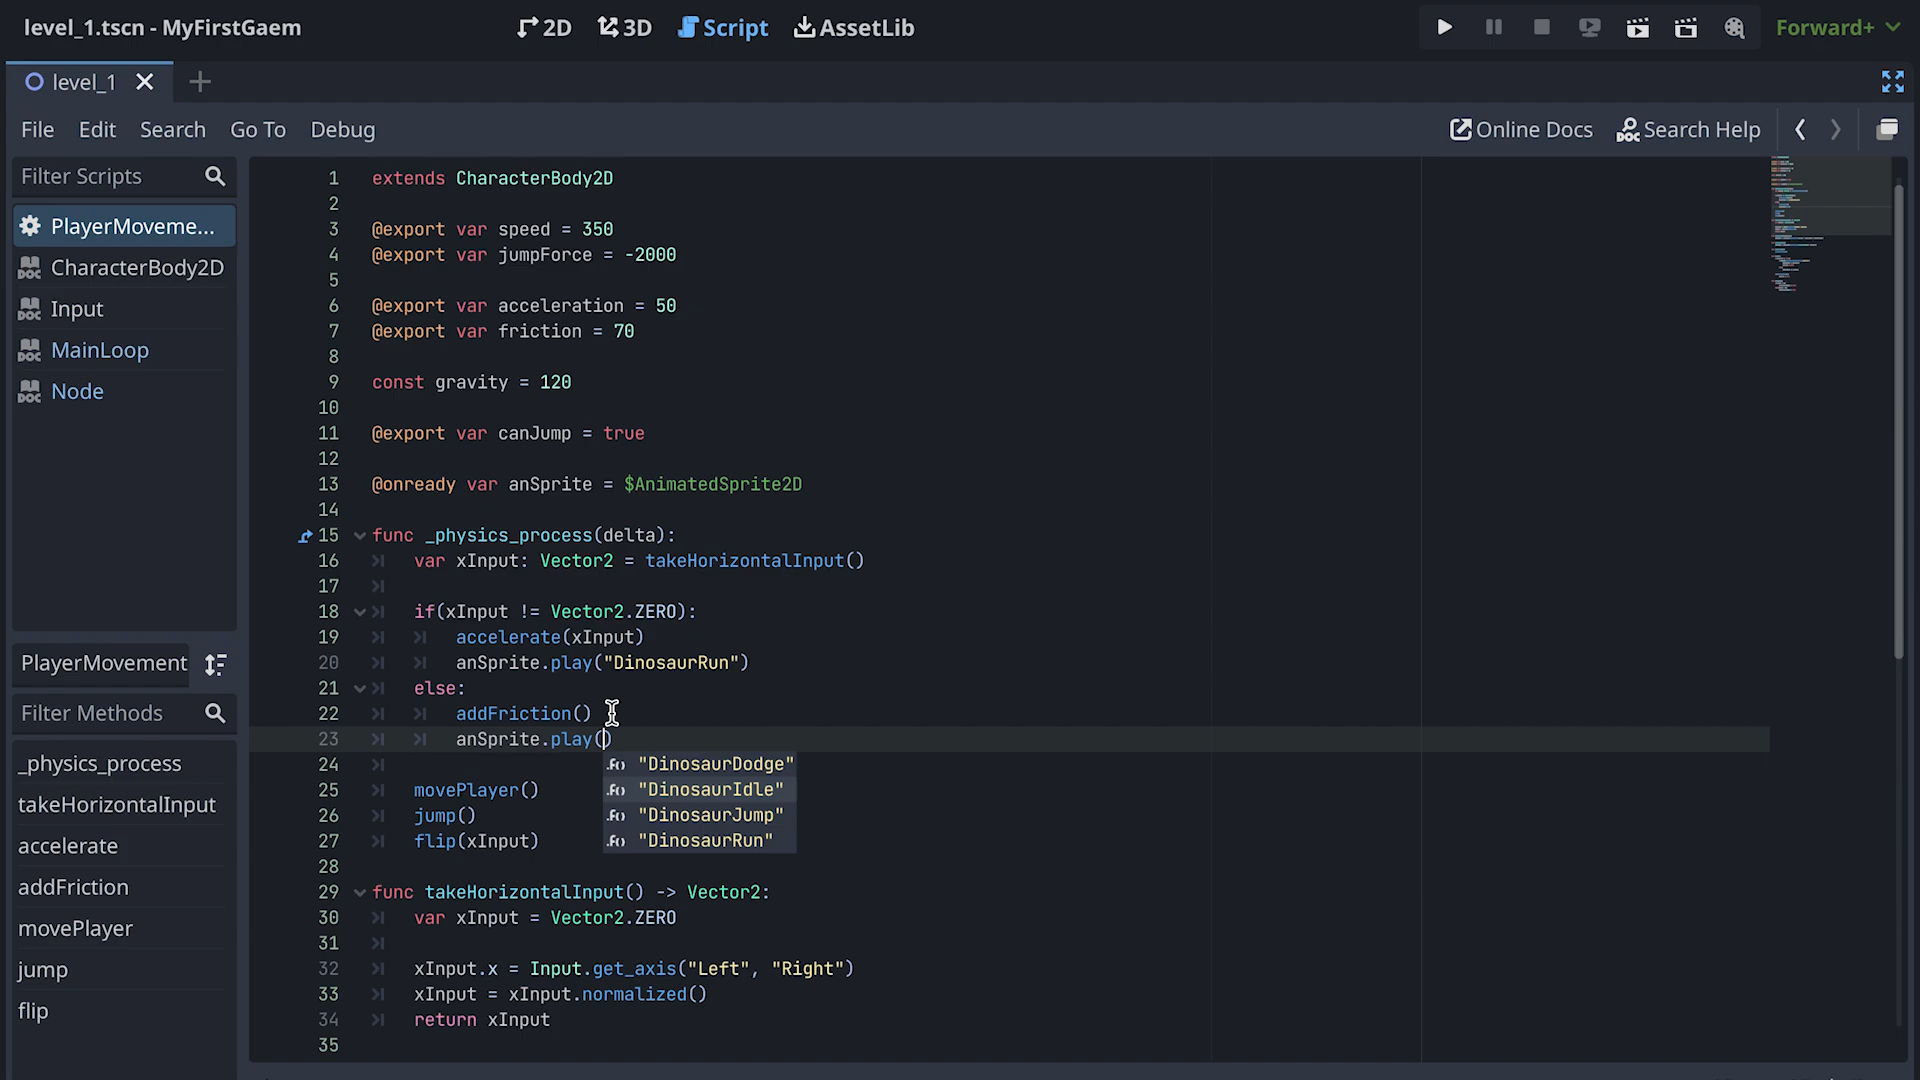 level_1.tscn - MyFirstGaem
2D
3D
Script
AssetLib
Forward+
level_1
File Edit Search Go To Debug
Online Docs
Search Help
Filter Scripts
PlayerMoveme...
CharacterBody2D
Input
MainLoop
Node
PlayerMovement
Filter Methods
_physics_process
takeHorizontalInput
accelerate
addFriction
movePlayer
jump
flip
1 extends CharacterBody2D
2
3 @export var speed = 350
4 @export var jumpForce = -2000
5
6 @export var acceleration = 50
7 @export var friction = 70
8
9 const gravity = 120
10
11 @export var canJump = true
12
13 @onready var anSprite = $AnimatedSprite2D
14
15 func _physics_process(delta):
16 var xInput: Vector2 = takeHorizontalInput()
17
18 if(xInput != Vector2.ZERO):
19 accelerate(xInput)
20 anSprite.play("DinosaurRun")
21 else:
22 addFriction()
23 anSprite.play()
24
25 movePlayer()
26 jump()
27 flip(xInput)
28
29 func takeHorizontalInput() -> Vector2:
30 var xInput = Vector2.ZERO
31
32 xInput.x = Input.get_axis("Left", "Right")
33 xInput = xInput.normalized()
34 return xInput
35
"DinosaurDodge"
"DinosaurIdle"
"DinosaurJump"
"DinosaurRun"